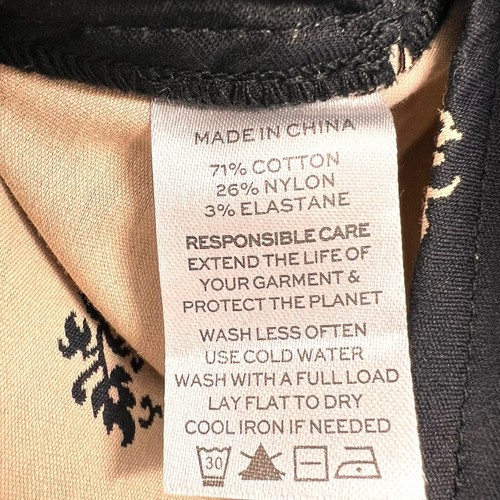 MADE IN CHINA
71% COTTON
26% NYLON
3% ELASTANE
RESPONSIBLE CARE
EXTEND THE LIFE OF
YOUR GARMENT &
PROTECT THE PLANET
WASH LESS OFTEN
USE COLD WATER
WASH WITH A FULL LOAD
LAY FLAT TO DRY
COOL IRON IF NEEDED
30